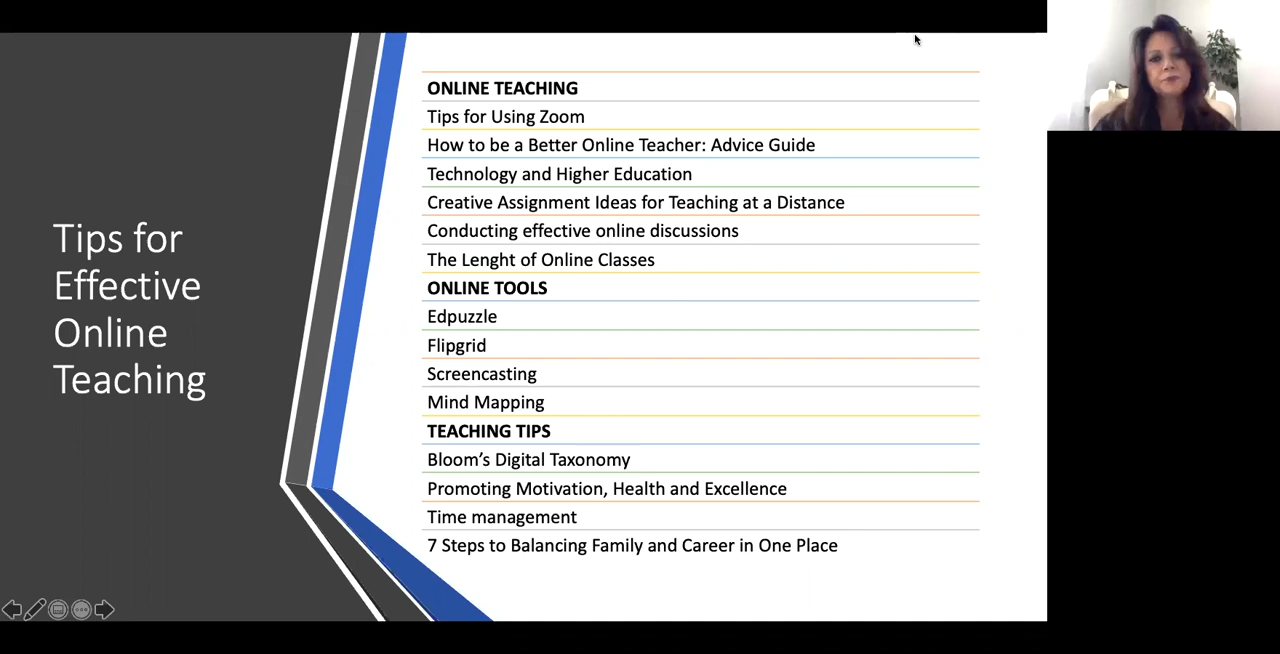 Tips for
Effective
Online
Teaching
ONLINE TEACHING
Tips for Using Zoom
How to be a Better Online Teacher: Advice Guide
Technology and Higher Education
Creative Assignment Ideas for Teaching at a Distance
Conducting effective online discussions
The Lenght of Online Classes
ONLINE TOOLS
Edpuzzle
Flipgrid
Screencasting
Mind Mapping
TEACHING TIPS
Bloom’s Digital Taxonomy
Promoting Motivation, Health and Excellence
Time management
7 Steps to Balancing Family and Career in One Place